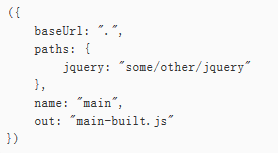 ({
    baseUrl: ".",
    paths: {
        jquery: "some/other/jquery"
    },
    name: "main",
    out: "main-built.js"
})